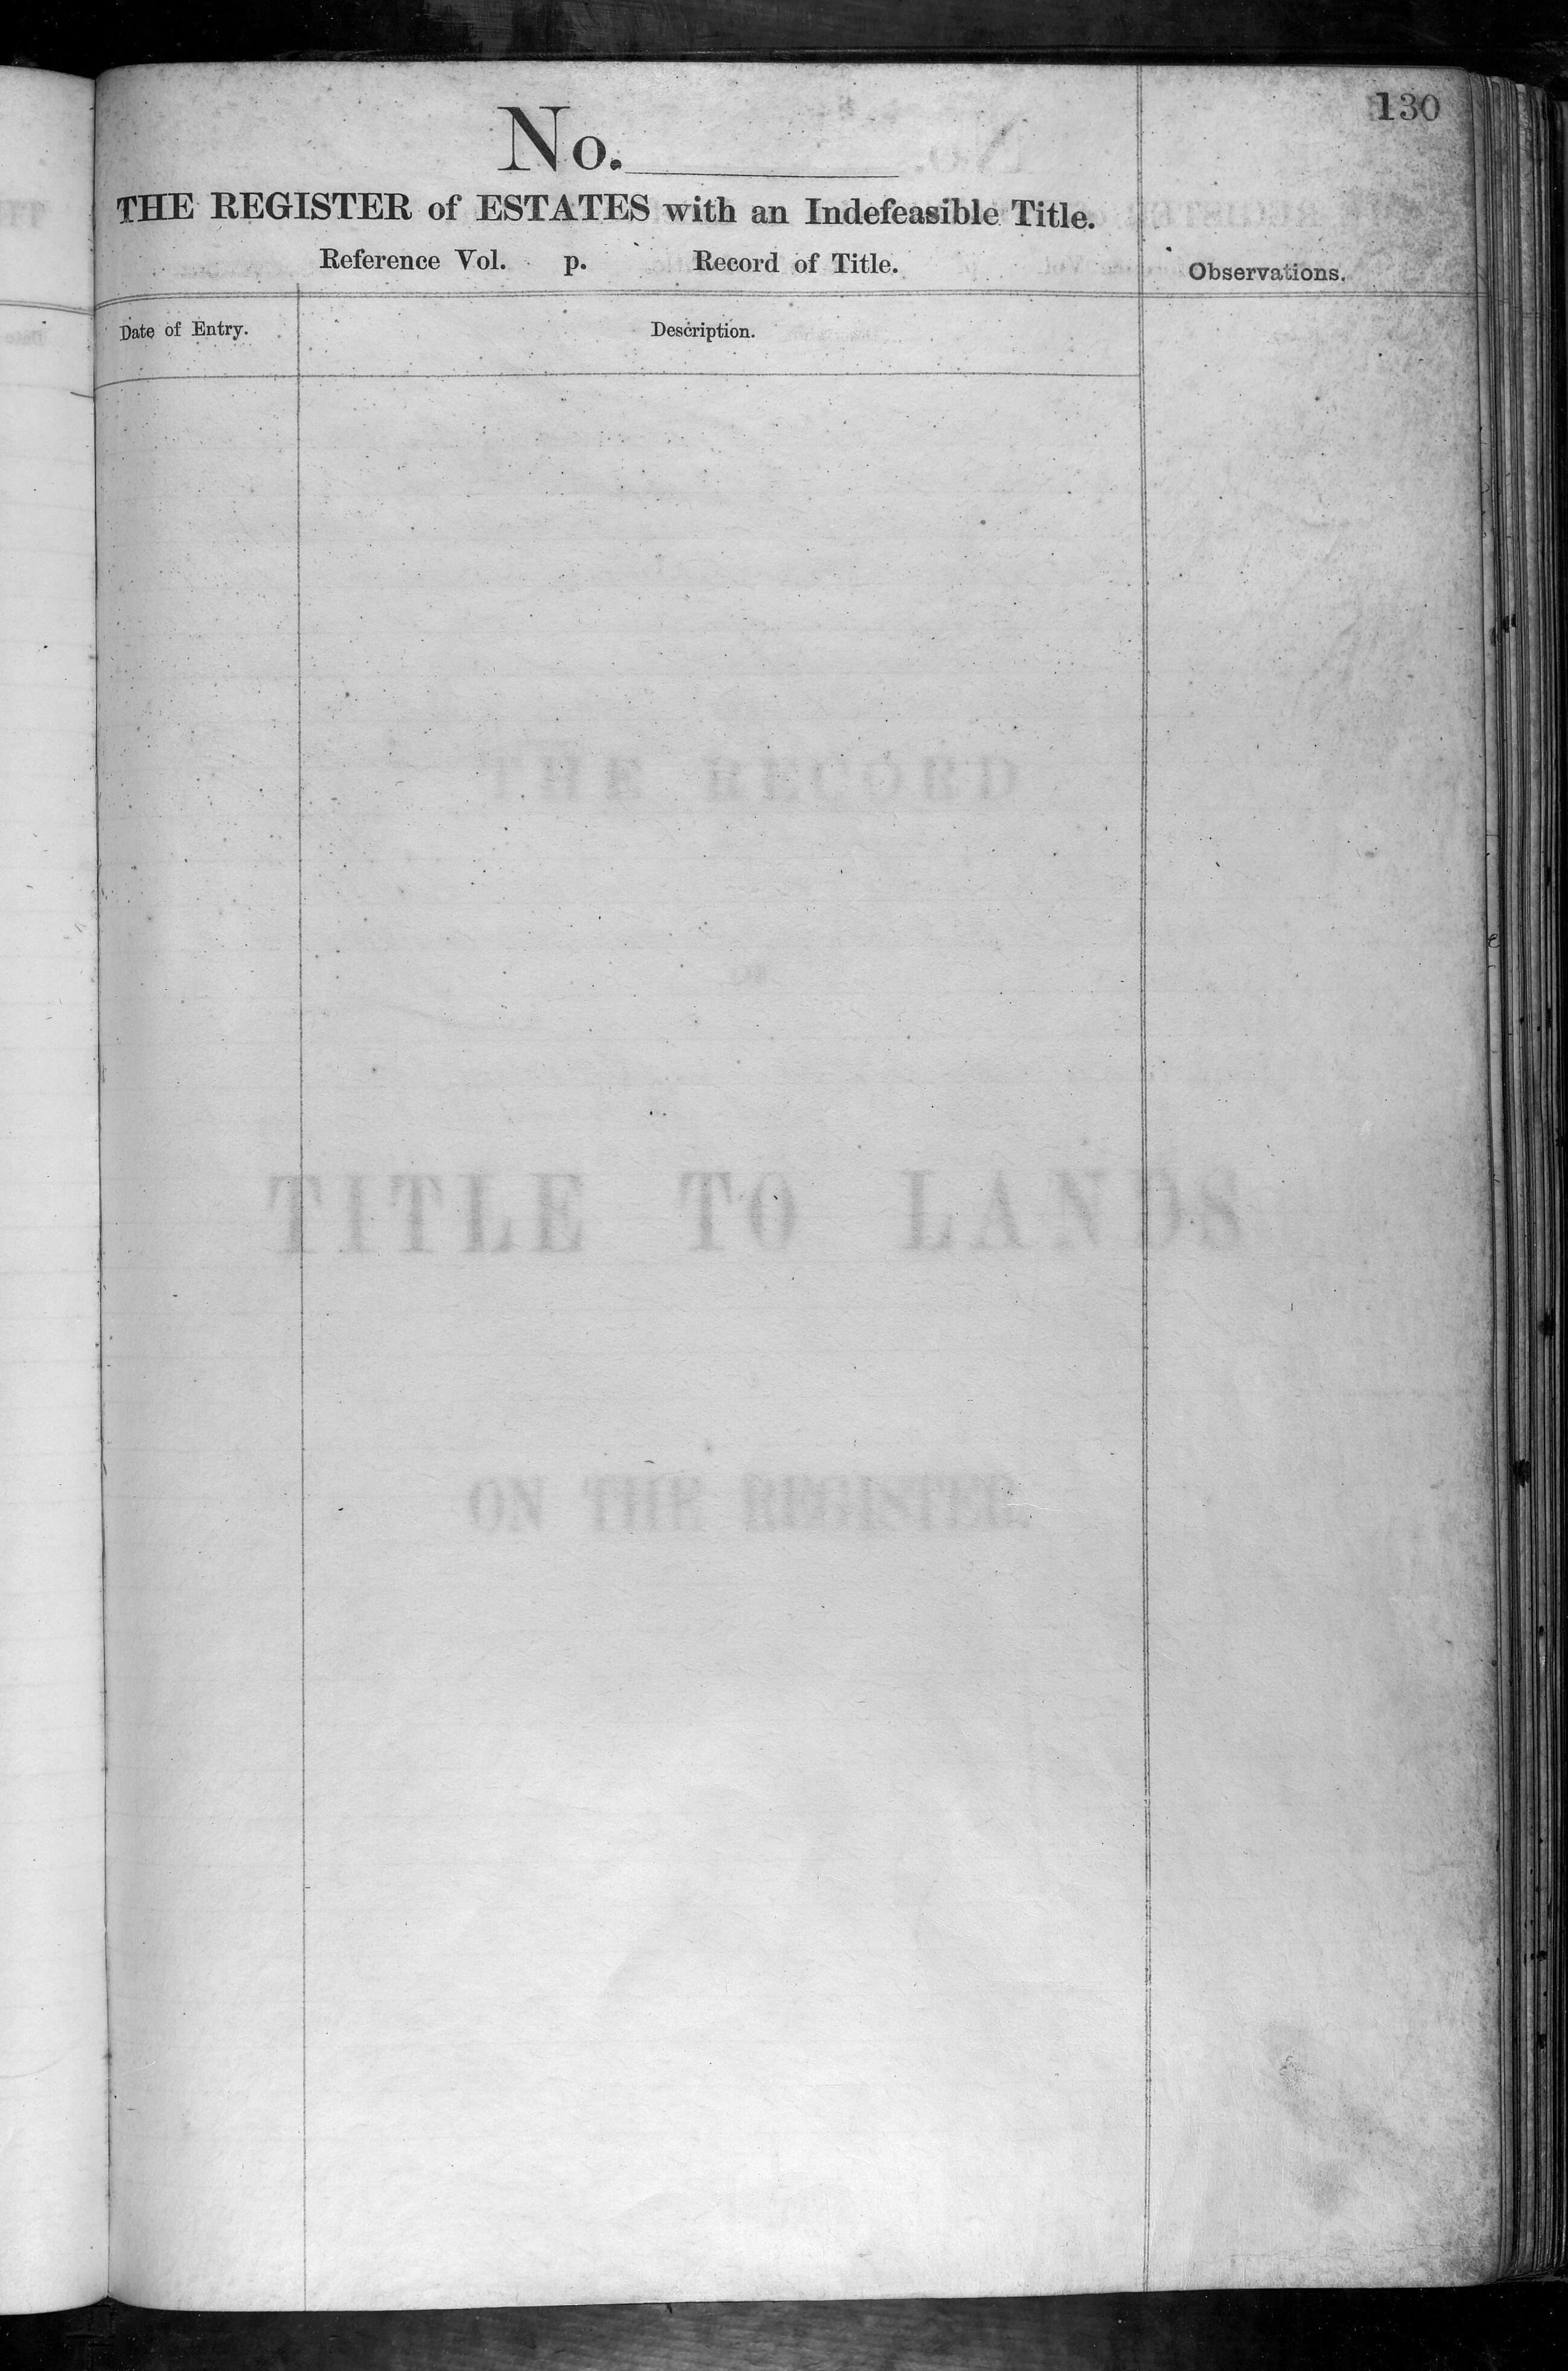 130
No.
THE REGISTER of ESTATES with an Indefeasible Title.
Reference Vol. p. Record of Title.
Observations.
Date of Entry.
Description.
THE RECORD
OF
TITLE TO LANDS
ON THE REGISTER.